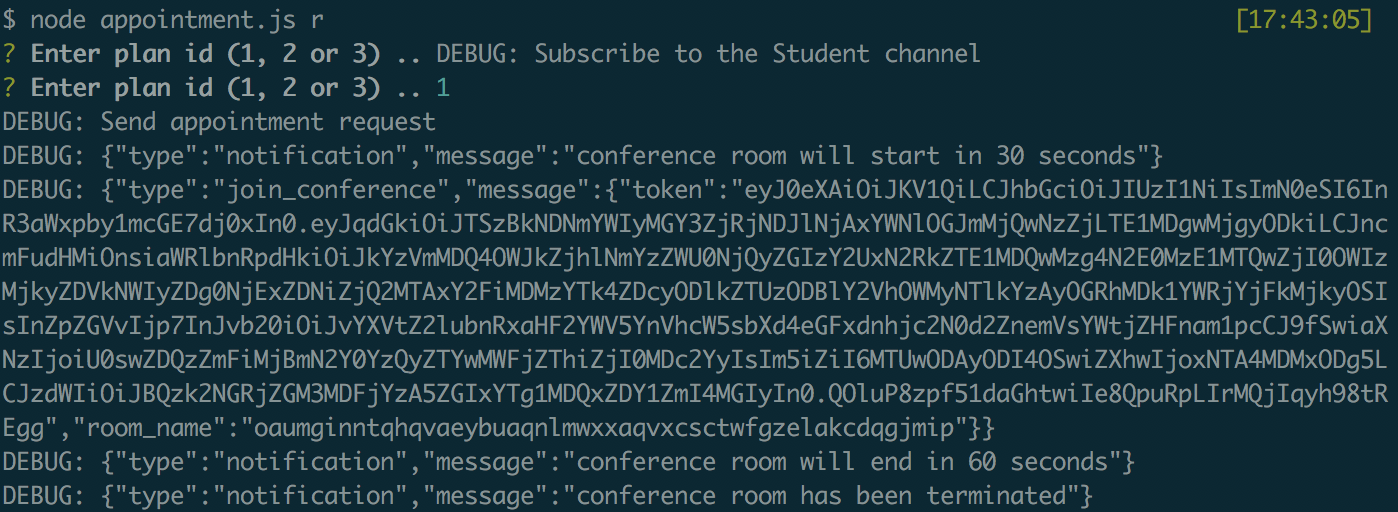 $ node appointment.js r [17:43:05]
? Enter plan id (1, 2 or 3) .. DEBUG: Subscribe to the Student channel
? Enter plan id (1, 2 or 3) .. 1
DEBUG: Send appointment request
DEBUG: {"type":"notification","message":"conference room will start in 30 seconds"}
DEBUG: {"type":"join_conference","message":{"token":"eyJ0eXAiOiJKV1QiLCJhbGciOiJIUzI1NiIsImN0eSI6In
R3aWxpby1mcGE7dj0xIn0.eyJqdGkiOiJTSzBkNDNmYWIyMGY3ZjRjNDJlNjAxYWNlOGJmMjQwNzZjLTE1MDgwMjgyODkiLCJnc
mFudHMiOnsiaWRlbnRpdHkiOiJkYzVmMDQ4OWJkZjhlNmYzZWU0NjQyZGIzY2UxN2RkZTE1MDQwMzg4N2E0MzE1MTQwZjI0OWIz
MjkyZDVkNWIyZDg0NjExZDNiZjQ2MTAxY2FiMDMzYTk4ZDcyODlkZTUzODBlY2VhOWMyNTlkYzAyOGRhMDk1YWRjYjFkMjkyOSI
sInZpZGVvIjp7InJvb20iOiJvYXVtZ2lubnRxaHF2YWV5YnVhcW5sbXd4eGFxdnhjc2N0d2ZnemVsYWtjZHFnam1pcCJ9fSwiaX
NzIjoiU0swZDQzZmFiMjBmN2Y0YzQyZTYwMWFjZThiZjI0MDc2YyIsIm5iZiI6MTUwODAyODI4OSwiZXhwIjoxNTA4MDMxODg5L
CJzdWIiOiJBQzk2NGRjZGM3MDFjYzA5ZGIxYTg1MDQxZDY1ZmI4MGIyIn0.QOluP8zpf51daGhtwiIe8QpuRpLIrMQjIqyh98tR
Egg","room_name":"oaumginntqhqvaeybuaqnlmwxxaqvxcsctwfgzelakcdqgjmip"}}
DEBUG: {"type":"notification","message":"conference room will end in 60 seconds"}
DEBUG: {"type":"notification","message":"conference room has been terminated"}